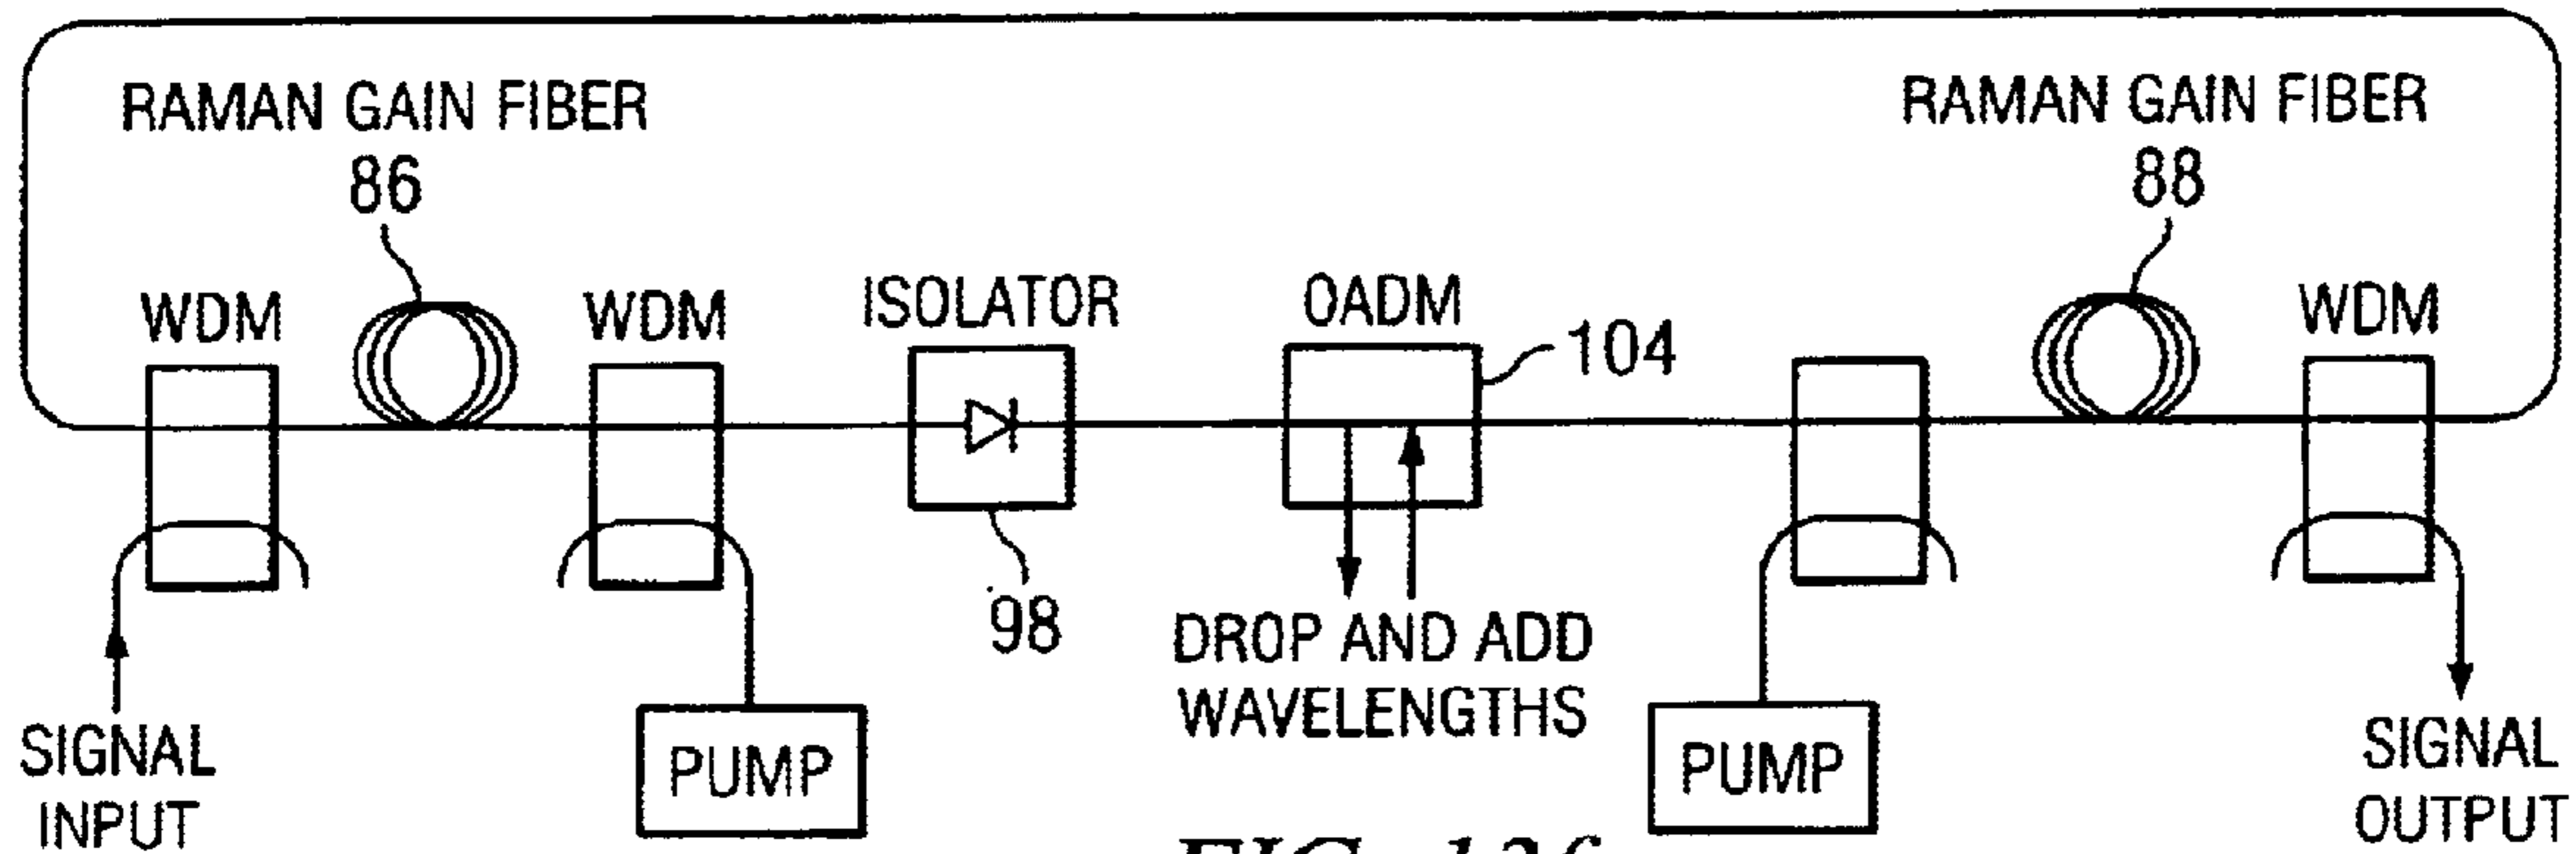 RAMAN GAIN FIBER
86
RAMAN GAIN FIBER
88
WDM
WDM
ISOLATOR
OADM
104
WDM
98
DROP AND ADD
WAVELENGTHS
SIGNAL
INPUT
PUMP
PUMP
SIGNAL
OUTPUT